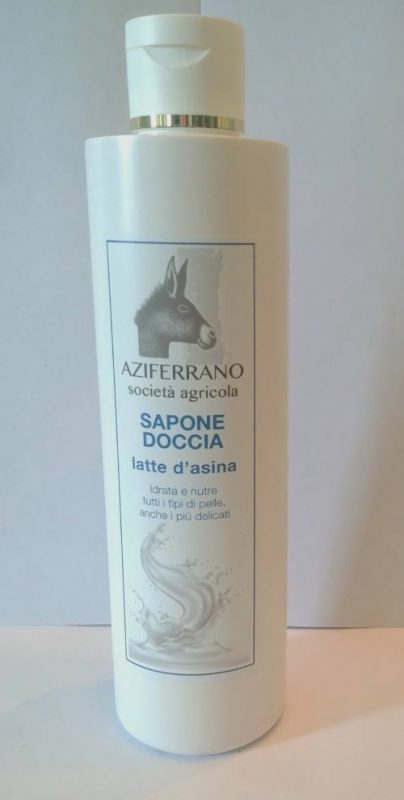 AZIFERRANO
società agricola
SAPONE
DOCCIA
latte d'asina
Idrata e nutre
tutti i tipi di pelle,
anche i più delicati